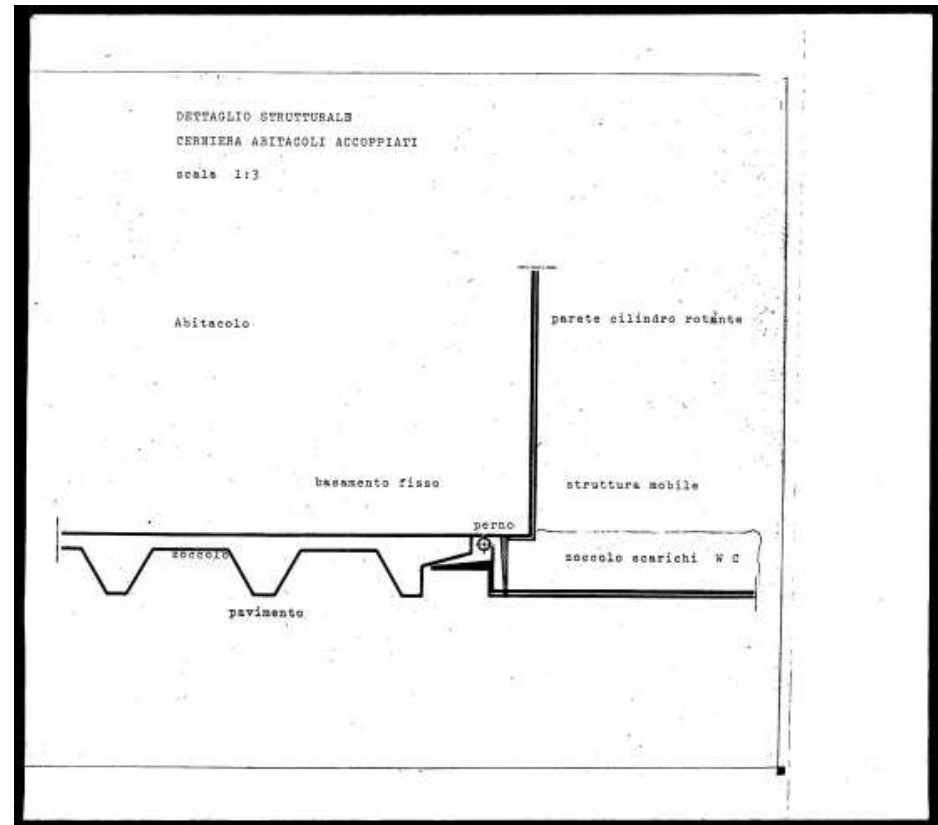 DETTAGLIO STRUTTURALE
CERNIERA ABITACOLI ACCOPPIATI
scala 1:3
Abitacolo
parete cilindro rotante
basamento fisso
struttura mobile
perno
zoccolo
zoccolo scarichi W C
pavimento